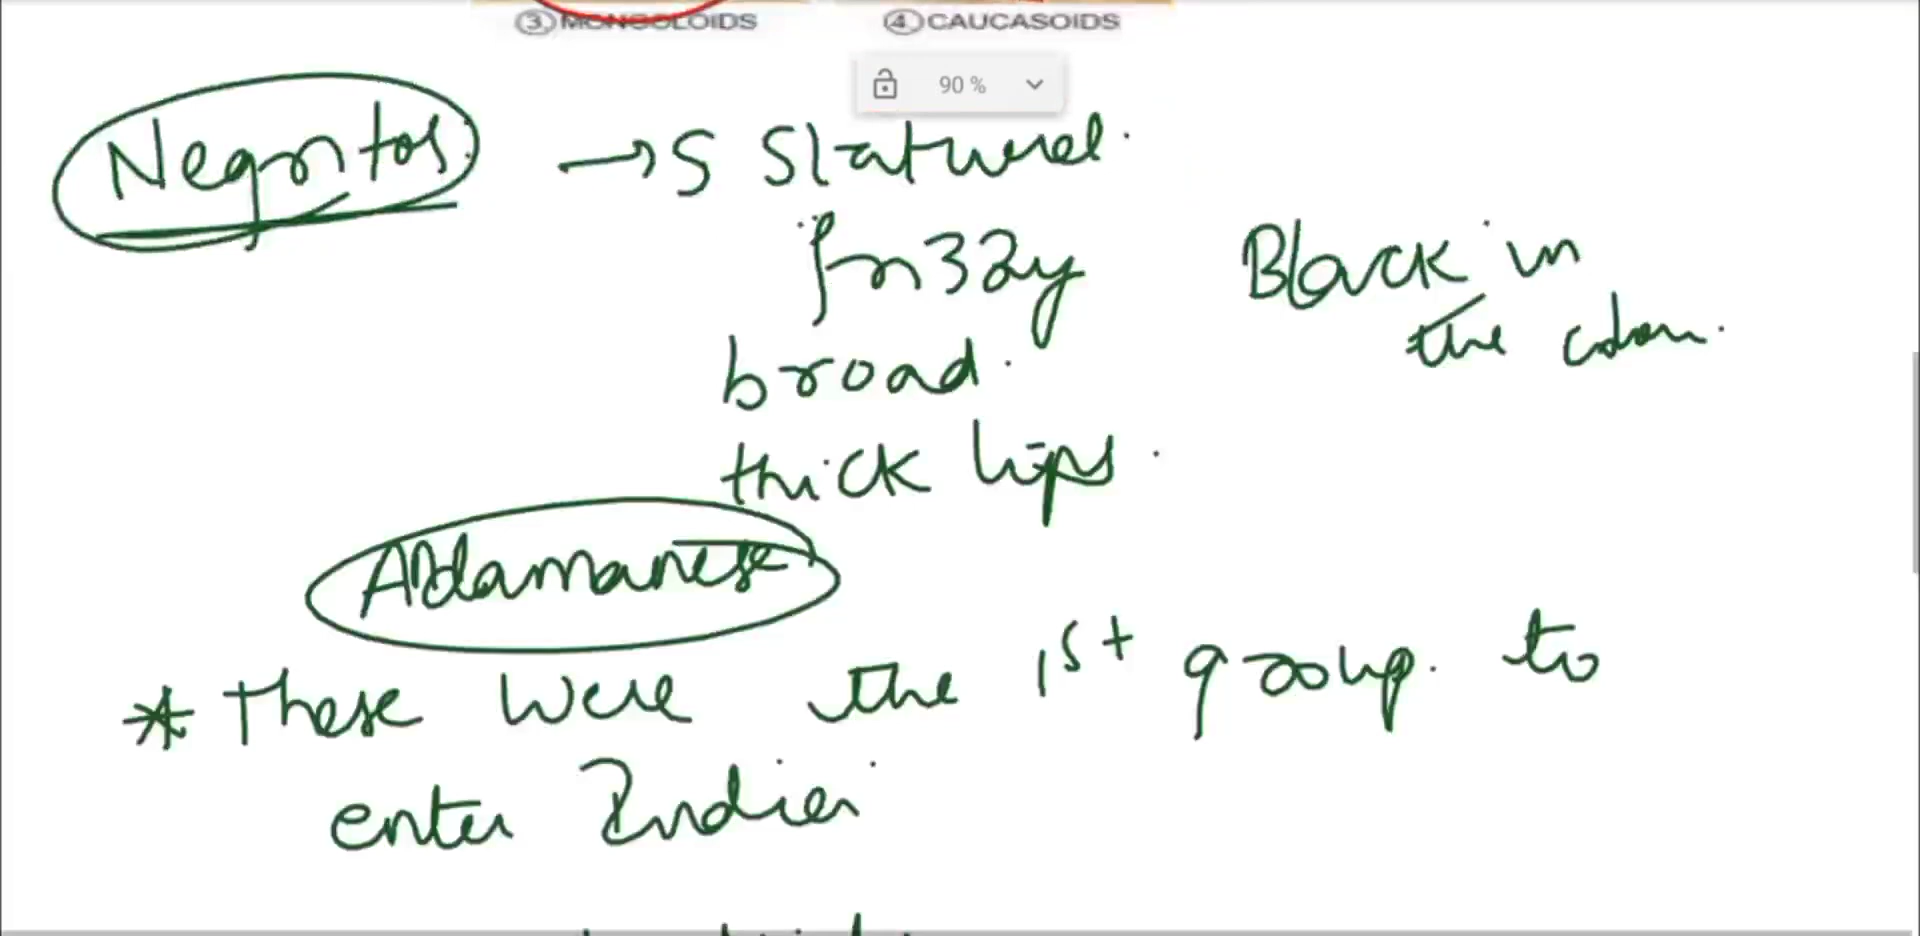 ③ MONGOLOIDS ④ CAUCASOIDS
90 %
Negritos → S Statured.
frizzy Black in
the colour.
broad.
thick lips.
Andamanese
* These were the 1st group to
enter India